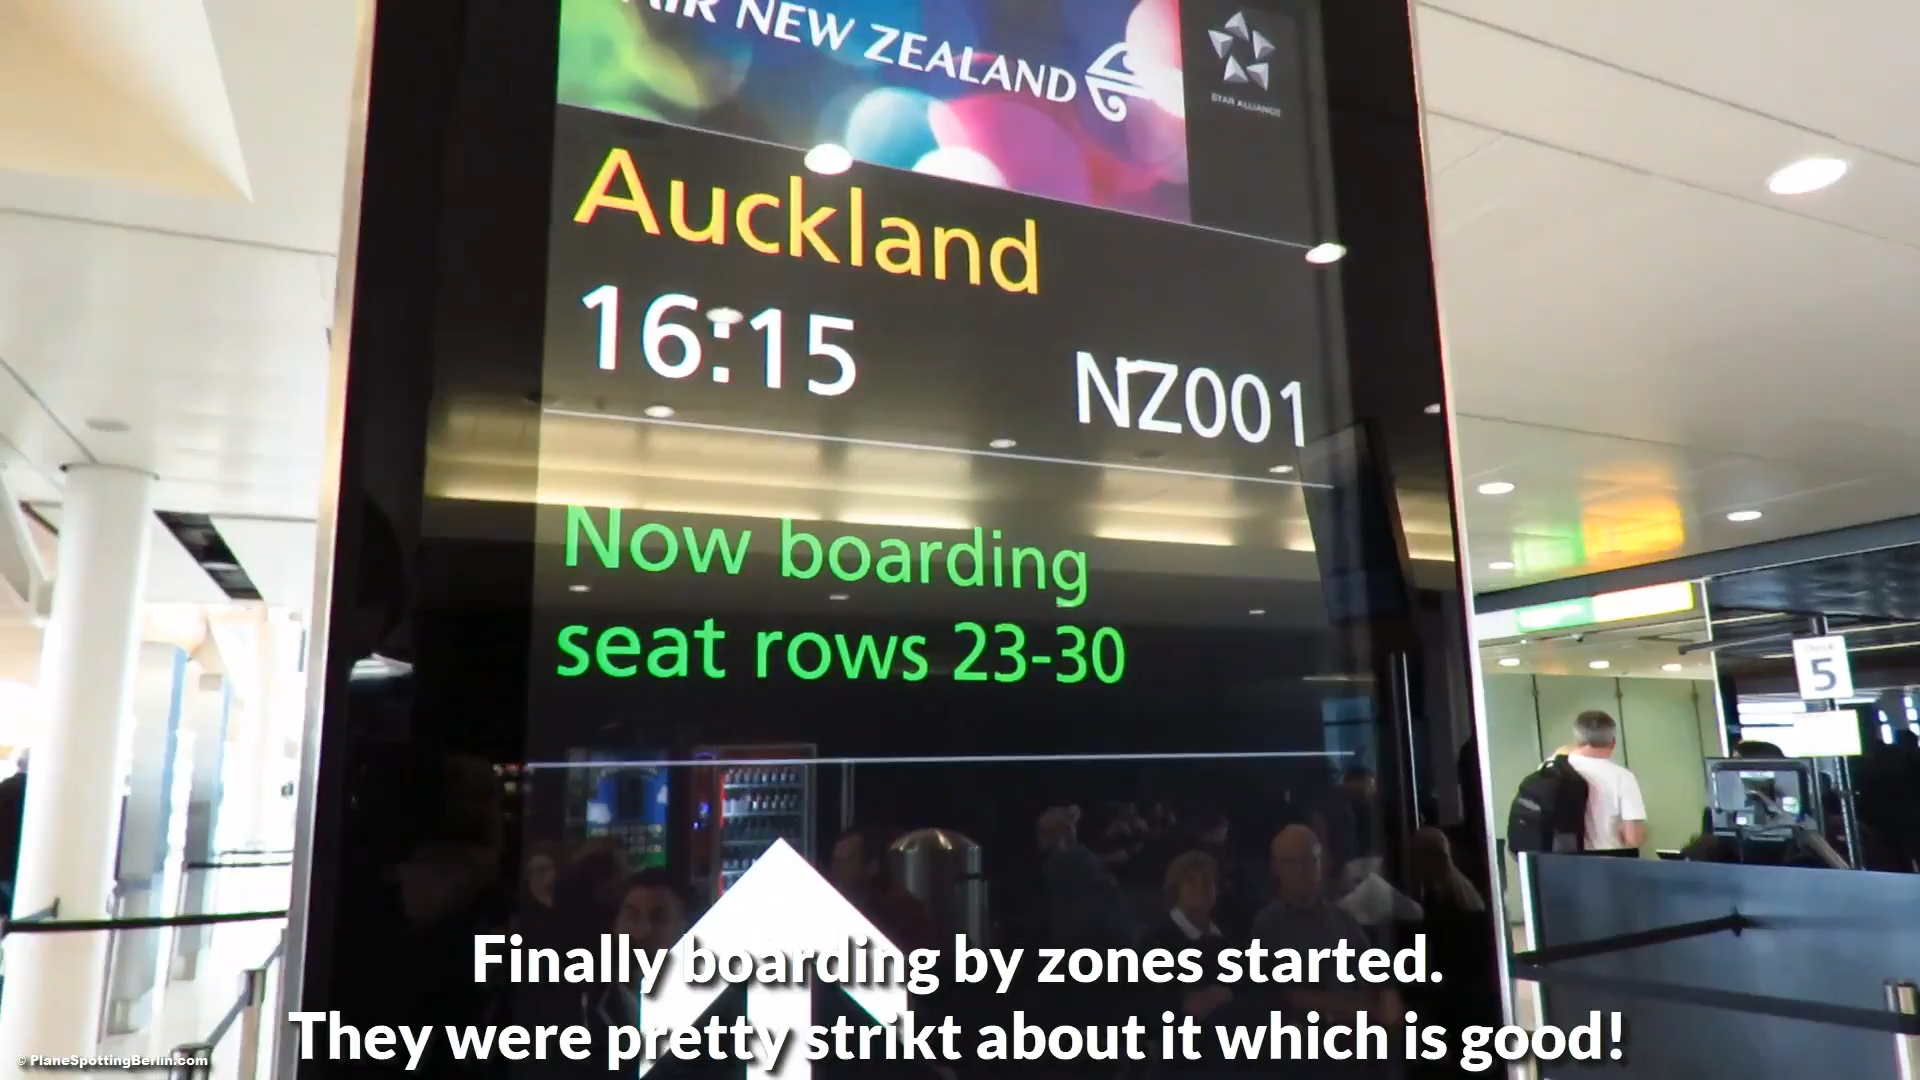 AIR NEW ZEALAND
STAR ALLIANCE
Auckland
16:15
NZ001
Now boarding
seat rows 23-30
5
Finally boarding by zones started.
They were pretty strikt about it which is good!
© PlaneSpottingBerlin.com